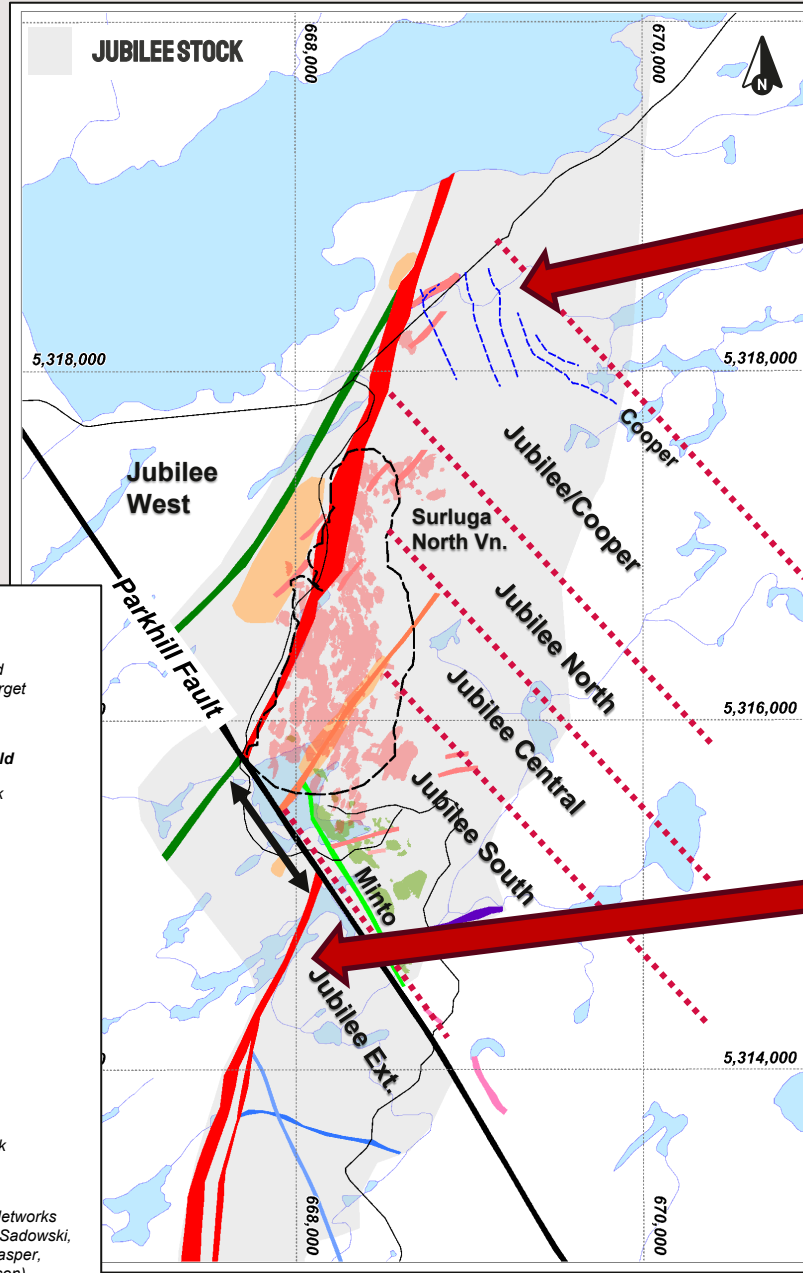 JUBILEE STOCK
668,000
670,000
N
5,318,000
5,318,000
Cooper
Jubilee/Cooper
Jubilee
West
Surluga
North Vn.
Parkhill Fault
Jubilee North
5,316,000
Jubilee Central
Jubilee South
Minto
Jubilee Ext.
5,314,000
668,000
670,000
d
rget
ld
k
k
Networks
Sadowski,
asper,